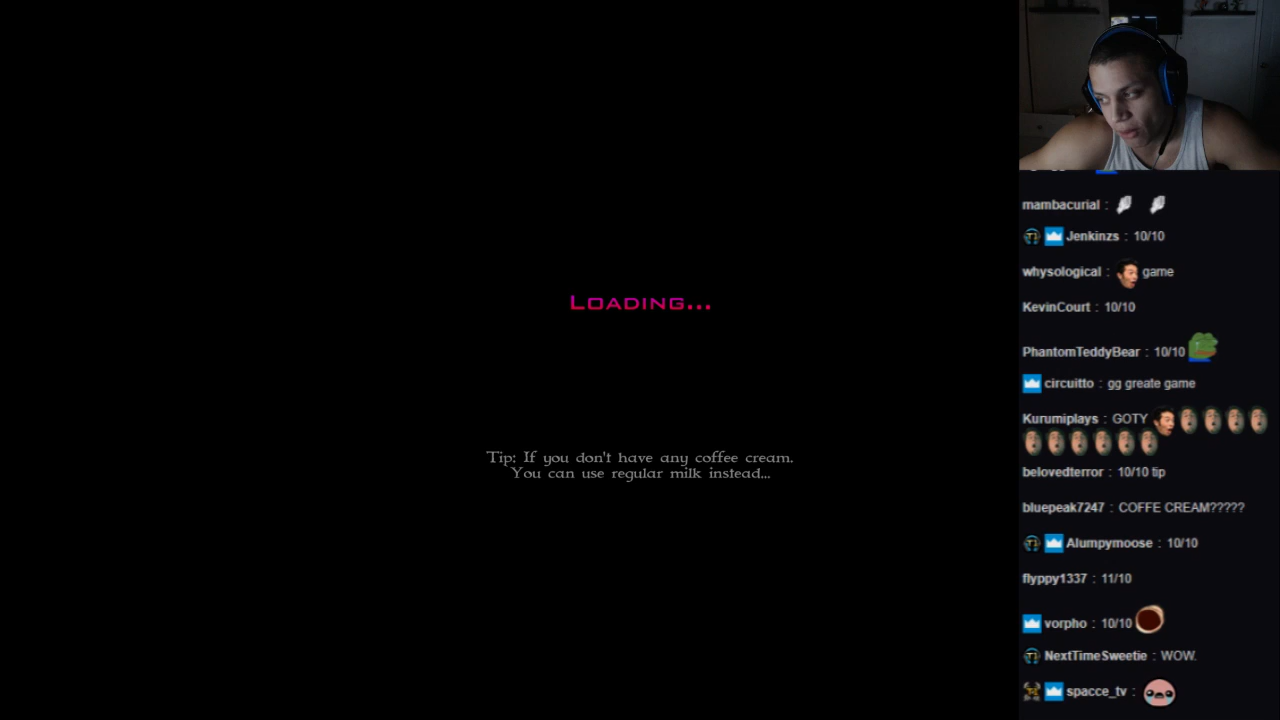 Loading...
Tip: If you don't have any coffee cream.
You can use regular milk instead...
mambacurial :
Jenkinzs : 10/10
whysological : game
KevinCourt : 10/10
PhantomTeddyBear : 10/10
circuitto : gg greate game
Kurumiplays : GOTY
belovedterror : 10/10 tip
bluepeak7247 : COFFE CREAM?????
Alumpymoose : 10/10
flyppy1337 : 11/10
vorpho : 10/10
NextTimeSweetie : WOW.
spacce_tv :